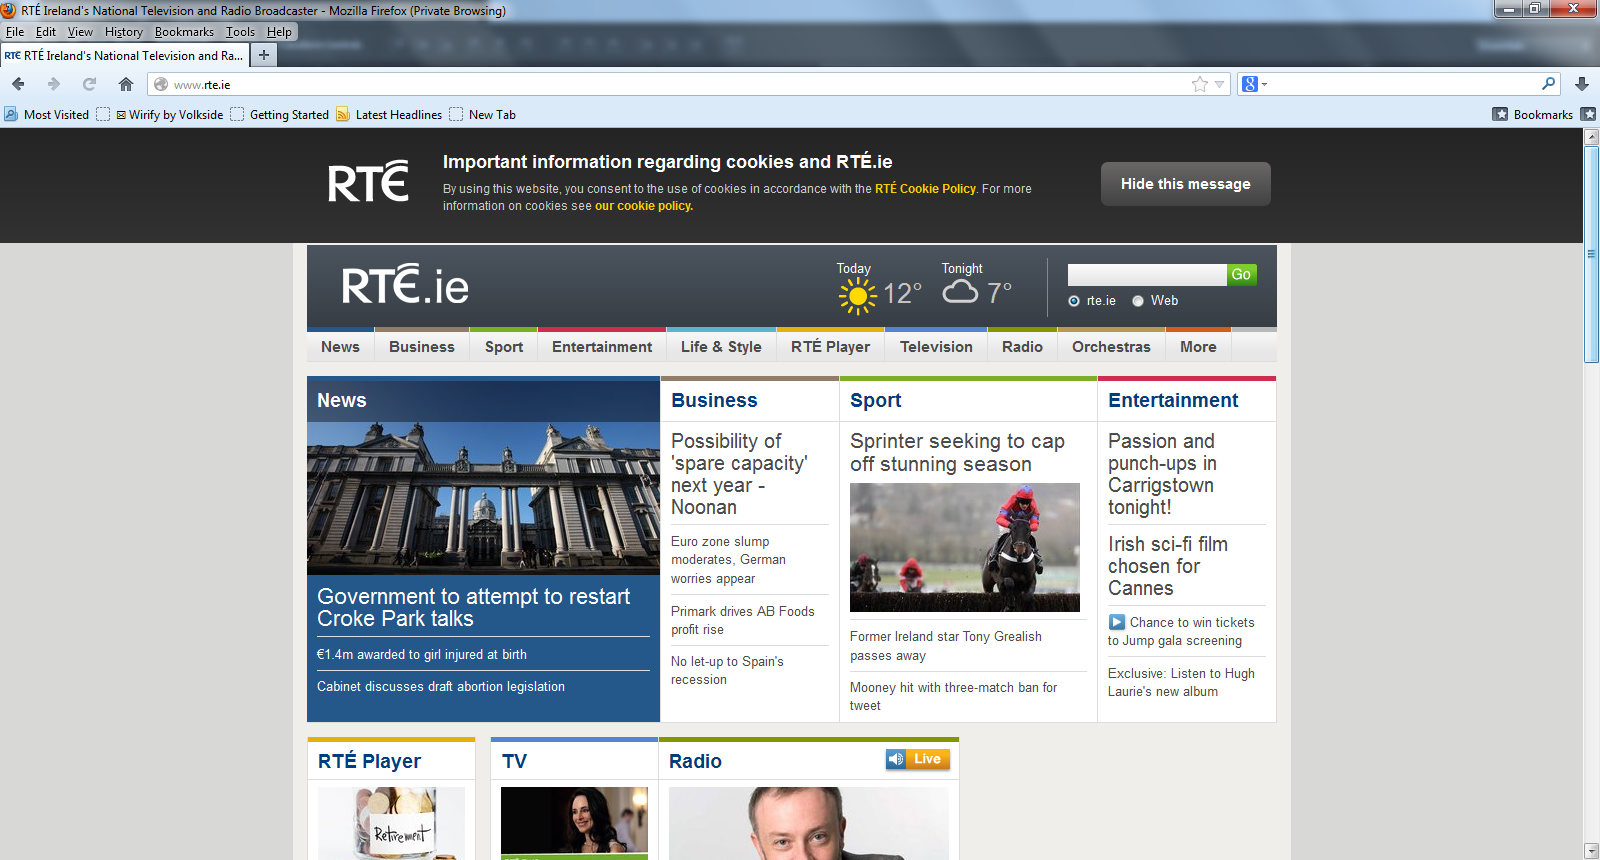 RTÉ Ireland's National Television and Radio Broadcaster - Mozilla Firefox (Private Browsing)
File Edit View History Bookmarks Tools Help
RTÉ RTÉ Ireland's National Television and Ra...
www.rte.ie
8
Most Visited Wirify by Volkside Getting Started Latest Headlines New Tab Bookmarks
RTÉ
Important information regarding cookies and RTÉ.ie
By using this website, you consent to the use of cookies in accordance with the RTÉ Cookie Policy. For more
information on cookies see our cookie policy.
Hide this message
RTÉ.ie
Today
12°
Tonight
7°
Go
rte.ie Web
News Business Sport Entertainment Life & Style RTÉ Player Television Radio Orchestras More
News
Government to attempt to restart
Croke Park talks
€1.4m awarded to girl injured at birth
Cabinet discusses draft abortion legislation
Business
Possibility of
'spare capacity'
next year -
Noonan
Euro zone slump
moderates, German
worries appear
Primark drives AB Foods
profit rise
No let-up to Spain's
recession
Sport
Sprinter seeking to cap
off stunning season
Former Ireland star Tony Grealish
passes away
Mooney hit with three-match ban for
tweet
Entertainment
Passion and
punch-ups in
Carrigstown
tonight!
Irish sci-fi film
chosen for
Cannes
Chance to win tickets
to Jump gala screening
Exclusive: Listen to Hugh
Laurie's new album
RTÉ Player
Retirement
TV
Radio
Live